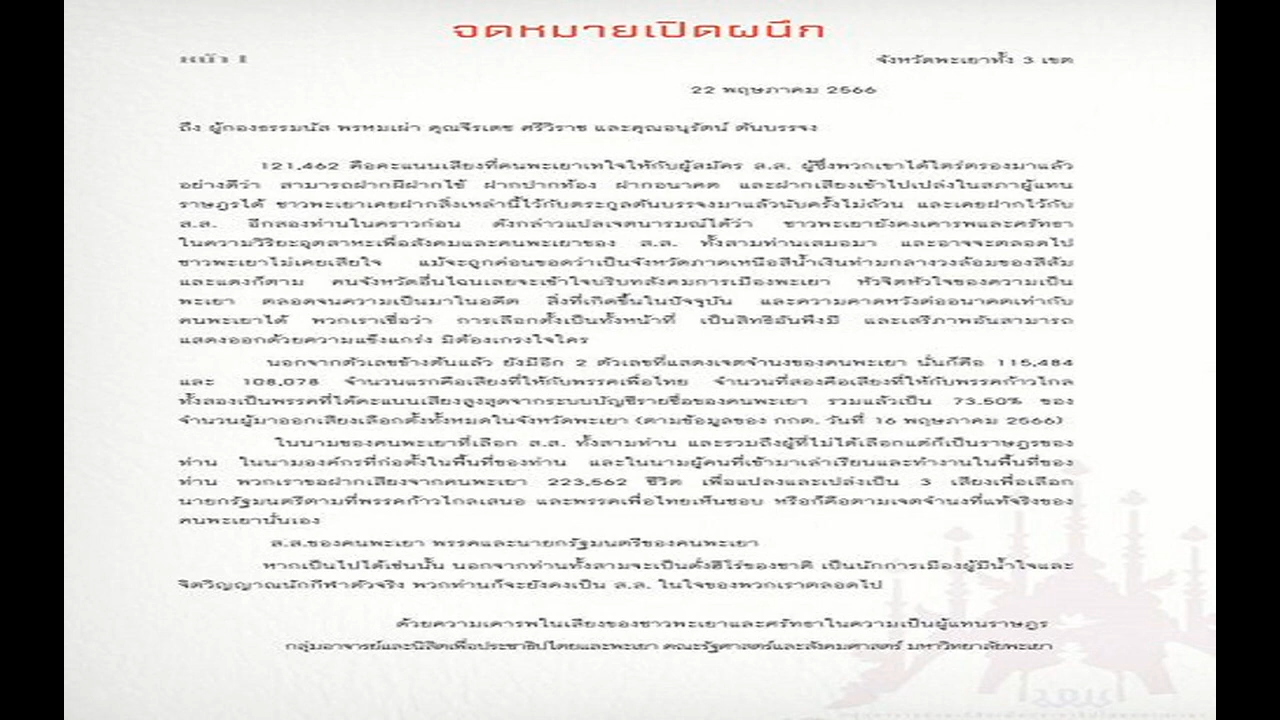 จดหมายเปิดผนึก
หน้า 1
จังหวัดพะเยาทั้ง 3 เขต
22 พฤษภาคม 2566
ถึง ผู้กองธรรมนัส พรหมเผ่า คุณจีรเดช ศรีวิราช และคุณอนุรัตน์ ตันบรรจง
121,462 คือคะแนนเสียงที่คนพะเยาเทใจให้กับผู้สมัคร ส.ส. ผู้ซึ่งพวกเขาได้ไตร่ตรองมาแล้ว
อย่างดีว่า สามารถฝากผีฝากไข้ ฝากปากท้อง ฝากอนาคต และฝากเสียงเข้าไปเปล่งในสภาผู้แทน
ราษฎรได้ ชาวพะเยาเคยฝากสิ่งเหล่านี้ไว้กับตระกูลตันบรรจงมาแล้วนับครั้งไม่ถ้วน และเคยฝากไว้กับ
ส.ส. อีกสองท่านในคราวก่อน ดังกล่าวแปลเจตนารมณ์ได้ว่า ชาวพะเยายังคงเคารพและศรัทธา
ในความวิริยะอุตสาหะเพื่อสังคมและคนพะเยาของ ส.ส. ทั้งสามท่านเสมอมา และอาจจะตลอดไป
ชาวพะเยาไม่เคยเสียใจ แม้จะถูกค่อนขอดว่าเป็นจังหวัดภาคเหนือสีน้ำเงินท่ามกลางวงล้อมของสีส้ม
และแดงก็ตาม คนจังหวัดอื่นไฉนเลยจะเข้าใจบริบทสังคมการเมืองพะเยา หัวจิตหัวใจของความเป็น
พะเยา ตลอดจนความเป็นมาในอดีต สิ่งที่เกิดขึ้นในปัจจุบัน และความคาดหวังต่ออนาคตเท่ากับ
คนพะเยาได้ พวกเราเชื่อว่า การเลือกตั้งเป็นทั้งหน้าที่ เป็นสิทธิอันพึงมี และเสรีภาพอันสามารถ
แสดงออกด้วยความแข็งแกร่ง มิต้องเกรงใจใคร
นอกจากตัวเลขข้างต้นแล้ว ยังมีอีก 2 ตัวเลขที่แสดงเจตจำนงของคนพะเยา นั่นก็คือ 115,484
และ 108,078 จำนวนแรกคือเสียงที่ให้กับพรรคเพื่อไทย จำนวนที่สองคือเสียงที่ให้กับพรรคก้าวไกล
ทั้งสองเป็นพรรคที่ได้คะแนนเสียงสูงสุดจากระบบบัญชีรายชื่อของคนพะเยา รวมแล้วเป็น 73.50% ของ
จำนวนผู้มาออกเสียงเลือกตั้งทั้งหมดในจังหวัดพะเยา (ตามข้อมูลของ กกต. วันที่ 16 พฤษภาคม 2566)
ในนามของคนพะเยาที่เลือก ส.ส. ทั้งสามท่าน และรวมถึงผู้ที่ไม่ได้เลือกแต่ก็เป็นราษฎรของ
ท่าน ในนามองค์กรที่ก่อตั้งในพื้นที่ของท่าน และในนามผู้คนที่เข้ามาเล่าเรียนและทำงานในพื้นที่ของ
ท่าน พวกเราขอฝากเสียงจากคนพะเยา 223,562 ชีวิต เพื่อแปลงและเปล่งเป็น 3 เสียงเพื่อเลือก
นายกรัฐมนตรีตามที่พรรคก้าวไกลเสนอ และพรรคเพื่อไทยเห็นชอบ หรือก็คือตามเจตจำนงที่แท้จริงของ
คนพะเยานั่นเอง
ส.ส.ของคนพะเยา พรรคและนายกรัฐมนตรีของคนพะเยา
หากเป็นไปได้เช่นนั้น นอกจากท่านทั้งสามจะเป็นดั่งฮีโร่ของชาติ เป็นนักการเมืองผู้มีน้ำใจและ
จิตวิญญาณนักกีฬาตัวจริง พวกท่านก็จะยังคงเป็น ส.ส. ในใจของพวกเราตลอดไป
ด้วยความเคารพในเสียงของชาวพะเยาและศรัทธาในความเป็นผู้แทนราษฎร
กลุ่มอาจารย์และนิสิตเพื่อประชาธิปไตยและพะเยา คณะรัฐศาสตร์และสังคมศาสตร์ มหาวิทยาลัยพะเยา